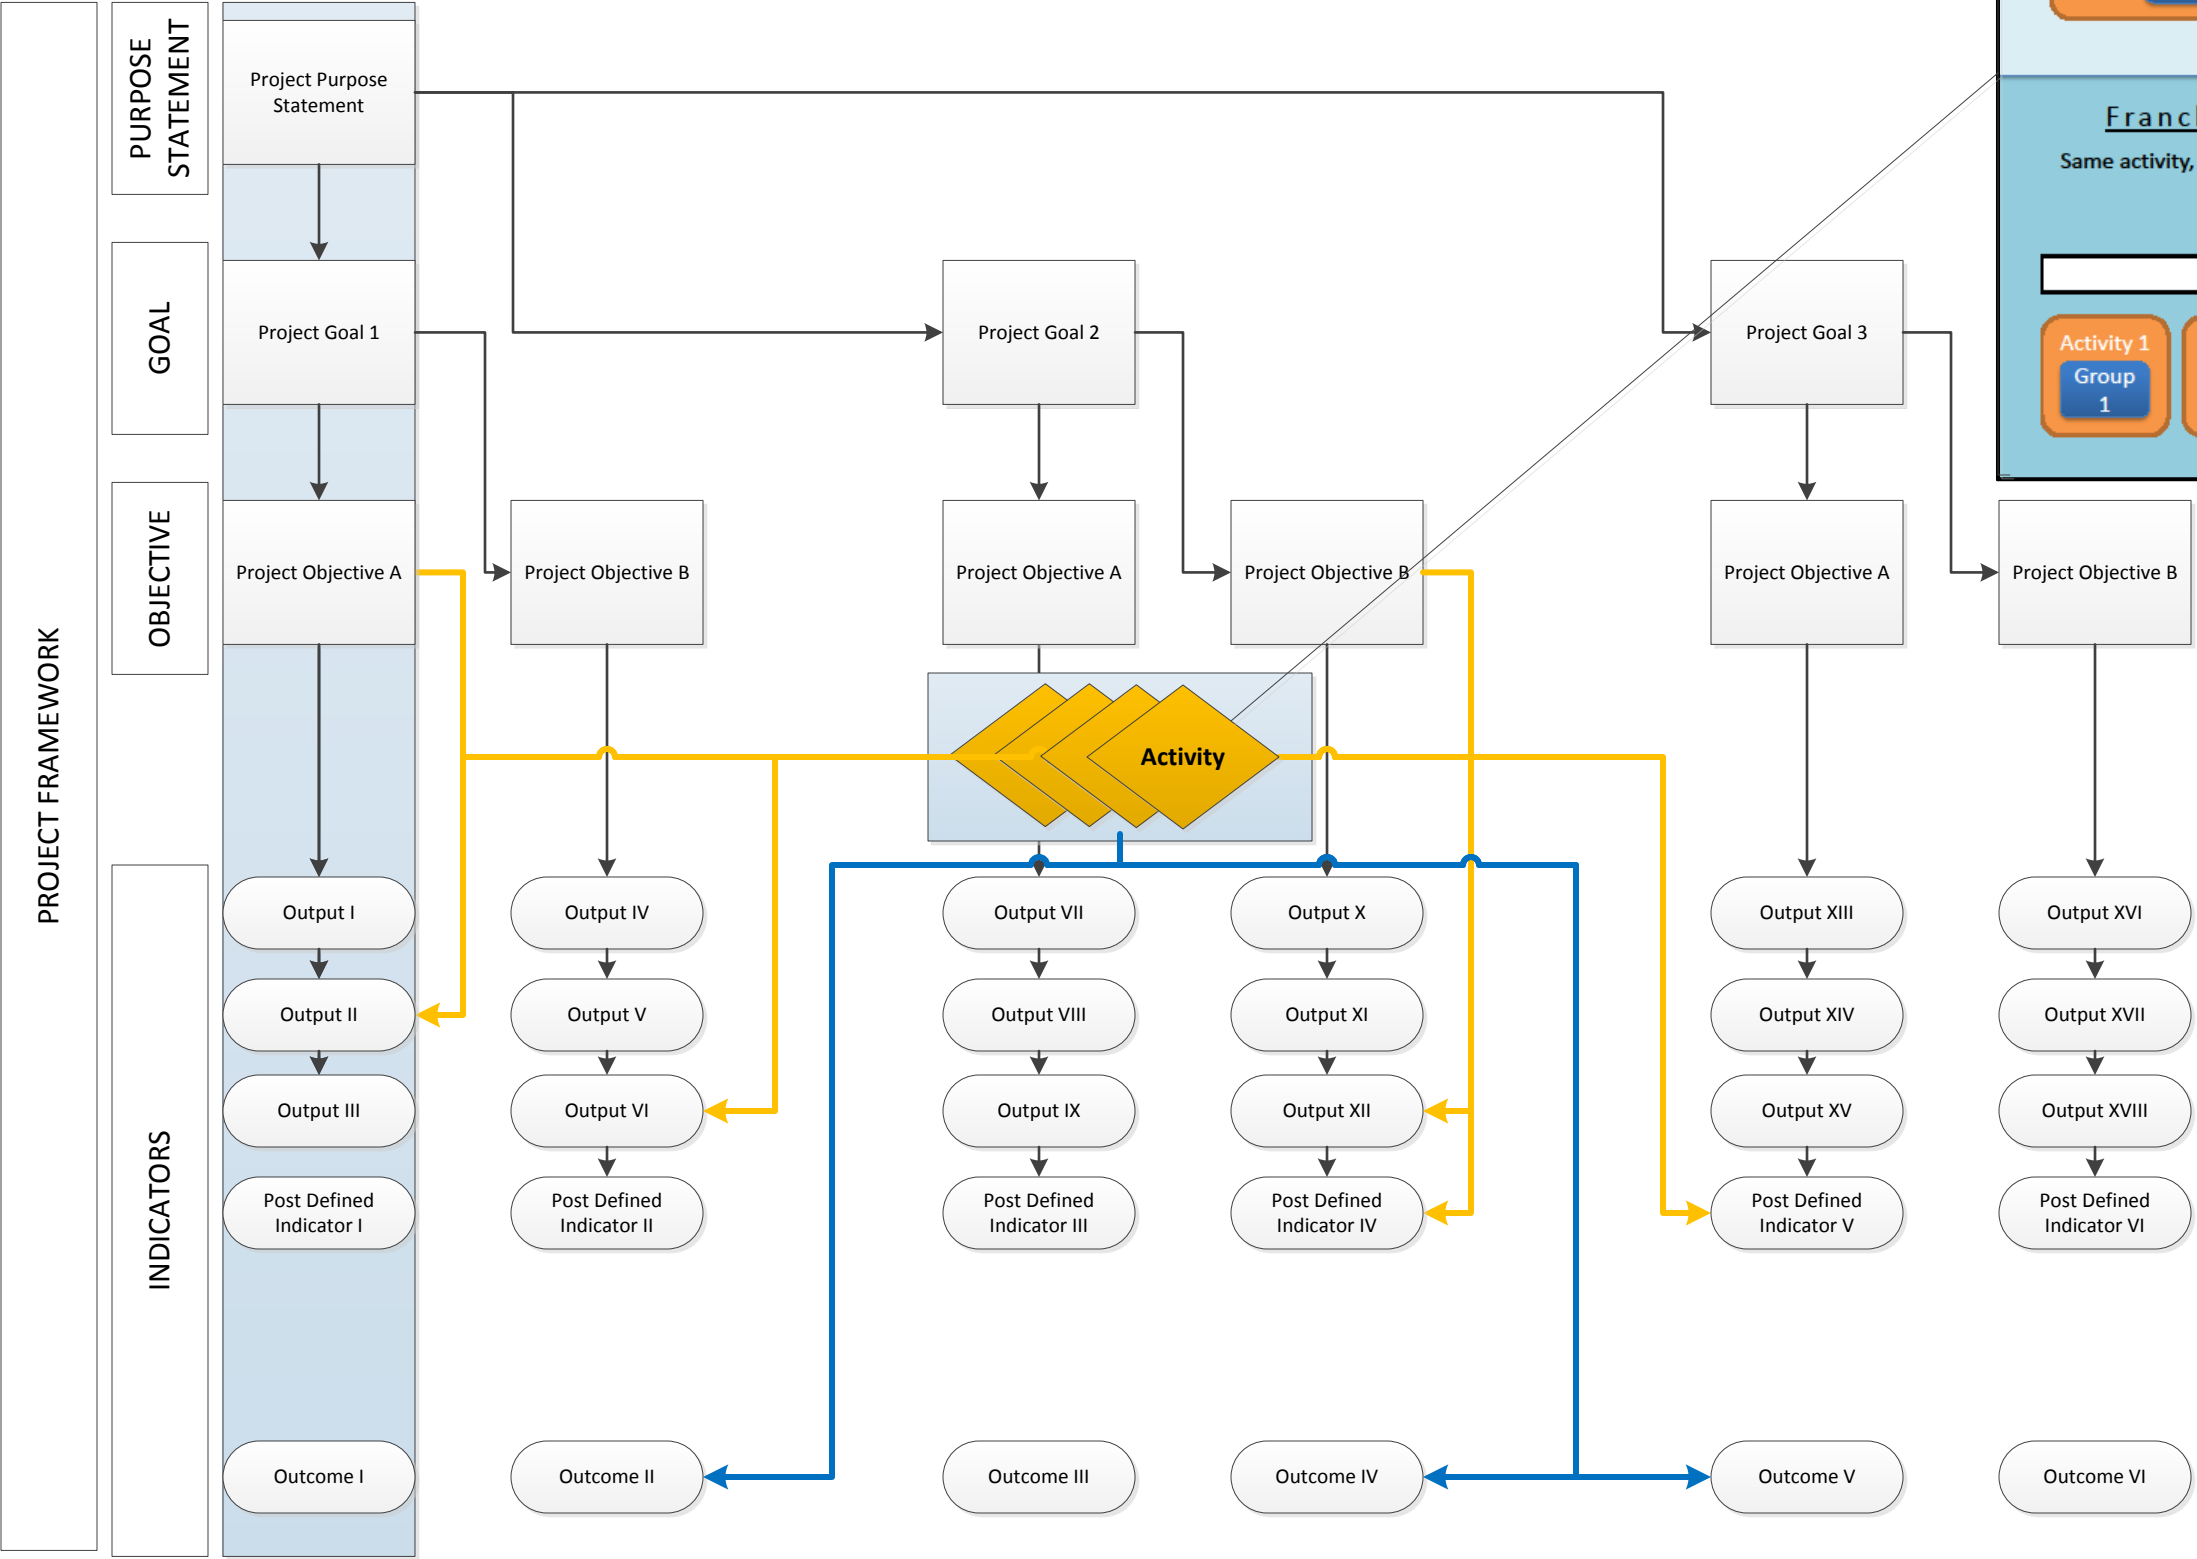 PROJECT FRAMEWORK
PURPOSE
STATEMENT
GOAL
OBJECTIVE
INDICATORS
Project Purpose
Statement
Project Goal 1
Project Goal 2
Project Goal 3
Project Objective A
Project Objective B
Project Objective A
Project Objective B
Project Objective A
Project Objective B
Activity
Output I
Output IV
Output VII
Output X
Output XIII
Output XVI
Output II
Output V
Output VIII
Output XI
Output XIV
Output XVII
Output III
Output VI
Output IX
Output XII
Output XV
Output XVIII
Post Defined
Indicator I
Post Defined
Indicator II
Post Defined
Indicator III
Post Defined
Indicator IV
Post Defined
Indicator V
Post Defined
Indicator VI
Outcome I
Outcome II
Outcome III
Outcome IV
Outcome V
Outcome VI
Same activity,
Activity 1
Group
1